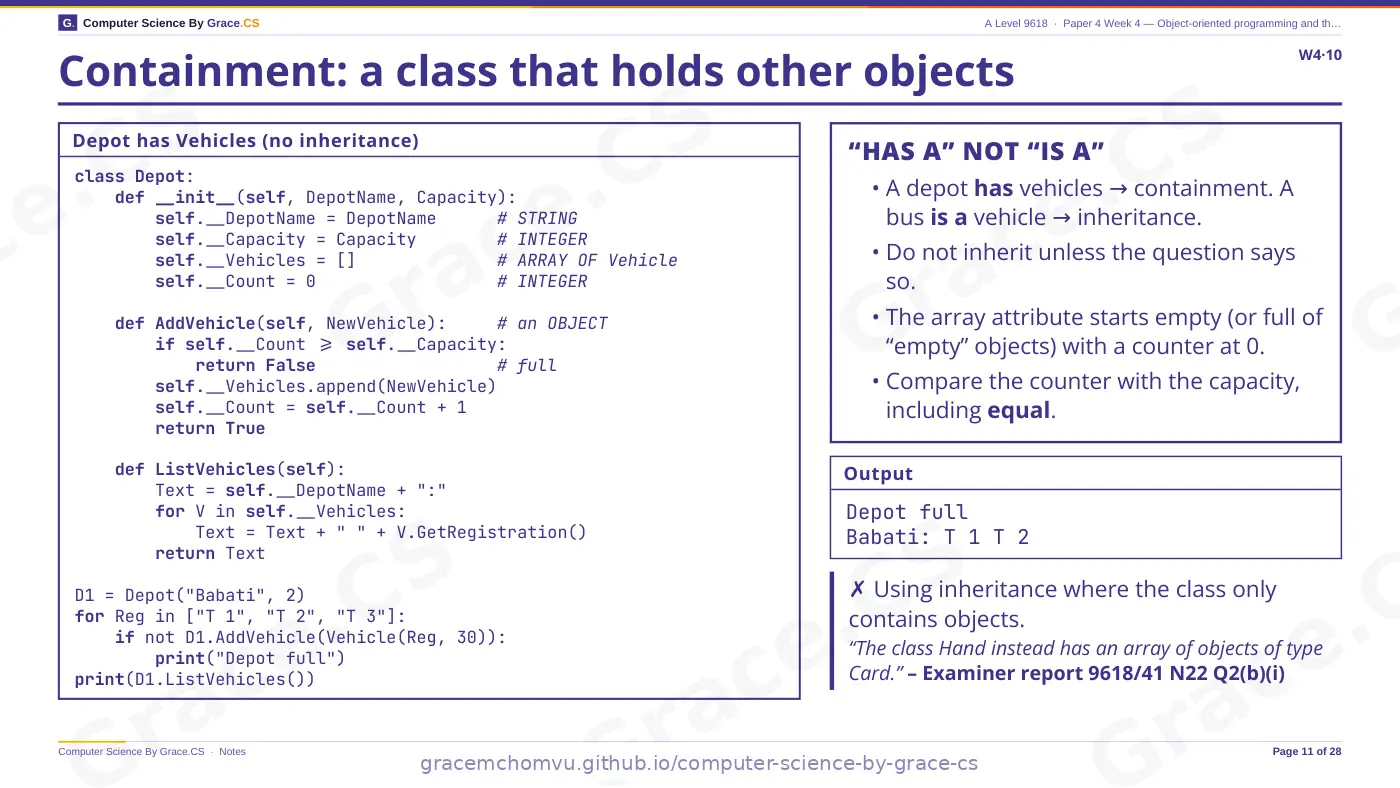 G. Computer Science By Grace.CS
A Level 9618 · Paper 4 Week 4 — Object-oriented programming and th…
Containment: a class that holds other objects
W4·10
Depot has Vehicles (no inheritance)
class Depot:
    def __init__(self, DepotName, Capacity):
        self.__DepotName = DepotName      # STRING
        self.__Capacity = Capacity        # INTEGER
        self.__Vehicles = []              # ARRAY OF Vehicle
        self.__Count = 0                  # INTEGER
    def AddVehicle(self, NewVehicle):     # an OBJECT
        if self.__Count >= self.__Capacity:
            return False                  # full
        self.__Vehicles.append(NewVehicle)
        self.__Count = self.__Count + 1
        return True
    def ListVehicles(self):
        Text = self.__DepotName + ":"
        for V in self.__Vehicles:
            Text = Text + " " + V.GetRegistration()
        return Text
D1 = Depot("Babati", 2)
for Reg in ["T 1", "T 2", "T 3"]:
    if not D1.AddVehicle(Vehicle(Reg, 30)):
        print("Depot full")
print(D1.ListVehicles())
“HAS A” NOT “IS A”
• A depot has vehicles → containment. A
bus is a vehicle → inheritance.
• Do not inherit unless the question says
so.
• The array attribute starts empty (or full of
“empty” objects) with a counter at 0.
• Compare the counter with the capacity,
including equal.
Output
Depot full
Babati: T 1 T 2
✗ Using inheritance where the class only
contains objects.
“The class Hand instead has an array of objects of type
Card.” – Examiner report 9618/41 N22 Q2(b)(i)
Computer Science By Grace.CS · Notes
gracemchomvu.github.io/computer-science-by-grace-cs
Page 11 of 28